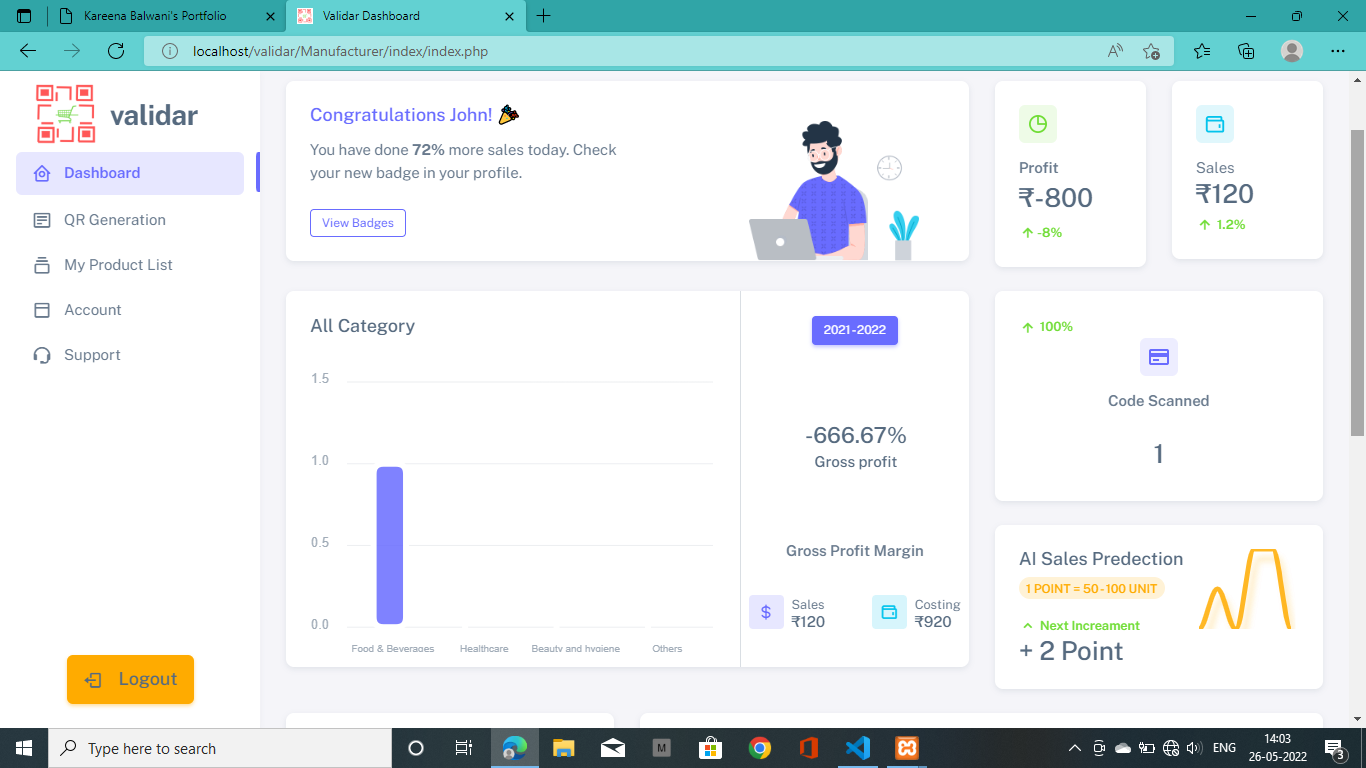 Kareena Balwani's Portfolio
Validar Dashboard
localhost/validar/Manufacturer/index/index.php
validar
Dashboard
QR Generation
My Product List
Account
Support
Logout
Congratulations John!
You have done 72% more sales today. Check
your new badge in your profile.
View Badges
Profit
₹-800
-8%
Sales
₹120
1.2%
All Category
1.5
1.0
0.5
0.0
Food & Beverages
Healthcare
Beauty and hygiene
Others
2021-2022
-666.67%
Gross profit
Gross Profit Margin
$
Sales
₹120
Costing
₹920
100%
Code Scanned
1
AI Sales Predection
1 POINT = 50 - 100 UNIT
Next Increament
+ 2 Point
Type here to search
M
ENG
14:03
26-05-2022
3